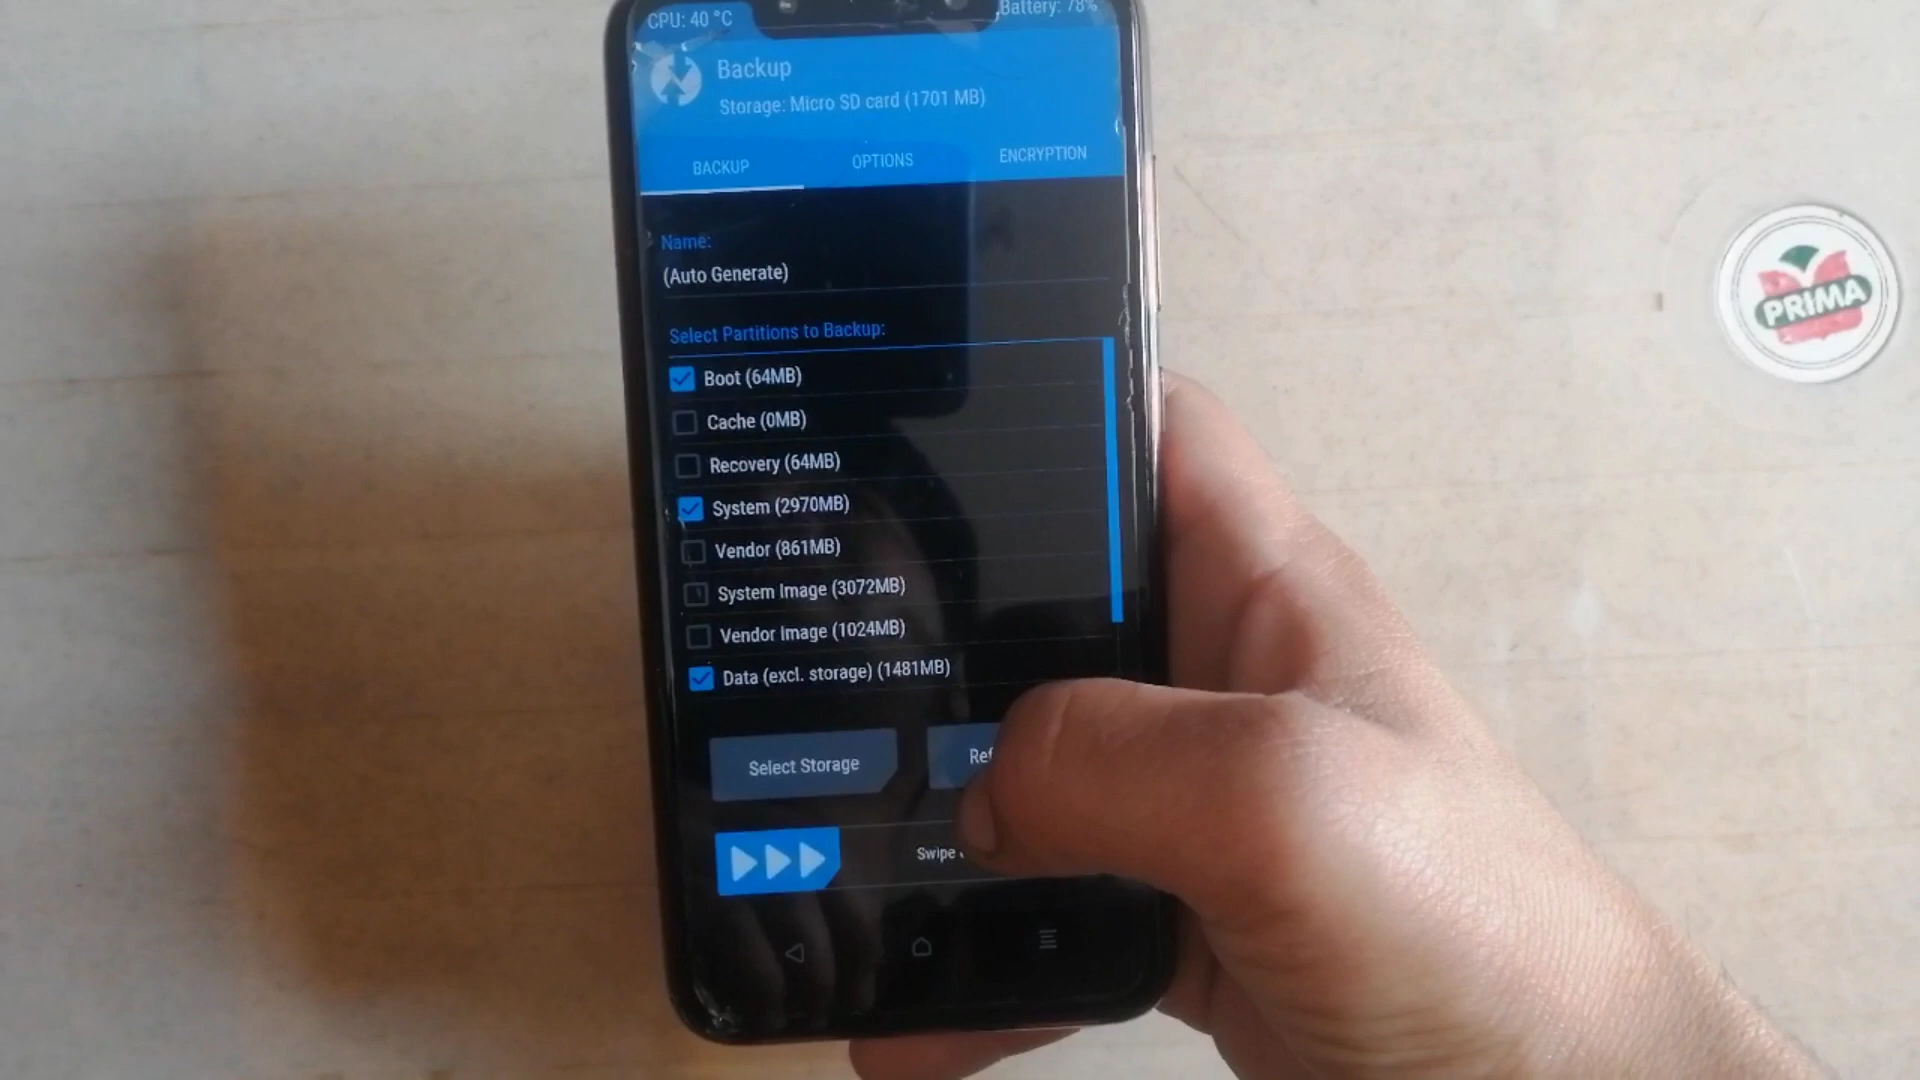 CPU: 40 °C
Battery: 78%
Backup
Storage: Micro SD card (1701 MB)
BACKUP
OPTIONS
ENCRYPTION
Name:
(Auto Generate)
Select Partitions to Backup:
Boot (64MB)
Cache (0MB)
Recovery (64MB)
System (2970MB)
Vendor (861MB)
System Image (3072MB)
Vendor Image (1024MB)
Data (excl. storage) (1481MB)
Select Storage
Swipe
PRIMA